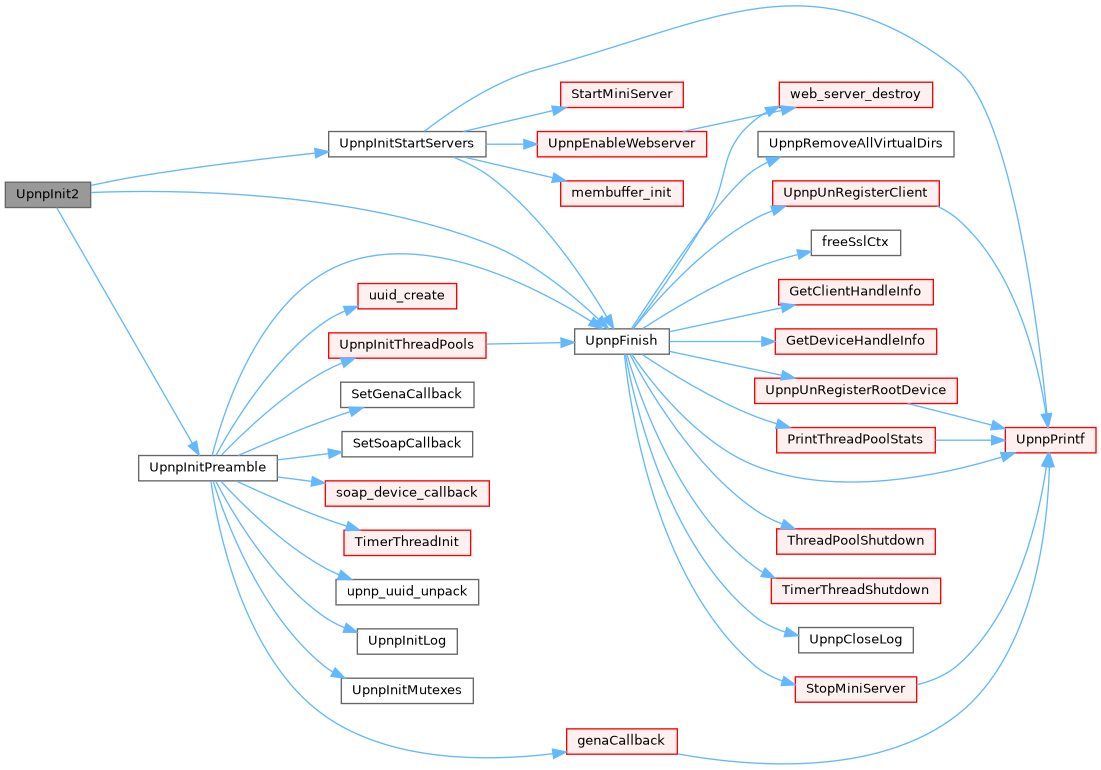 UpnpInit2
UpnpInitStartServers
UpnpInitPreamble
StartMiniServer
UpnpEnableWebserver
membuffer_init
uuid_create
UpnpInitThreadPools
SetGenaCallback
SetSoapCallback
soap_device_callback
TimerThreadInit
upnp_uuid_unpack
UpnpInitLog
UpnpInitMutexes
genaCallback
UpnpFinish
web_server_destroy
UpnpRemoveAllVirtualDirs
UpnpUnRegisterClient
freeSslCtx
GetClientHandleInfo
GetDeviceHandleInfo
UpnpUnRegisterRootDevice
PrintThreadPoolStats
ThreadPoolShutdown
TimerThreadShutdown
UpnpCloseLog
StopMiniServer
UpnpPrintf